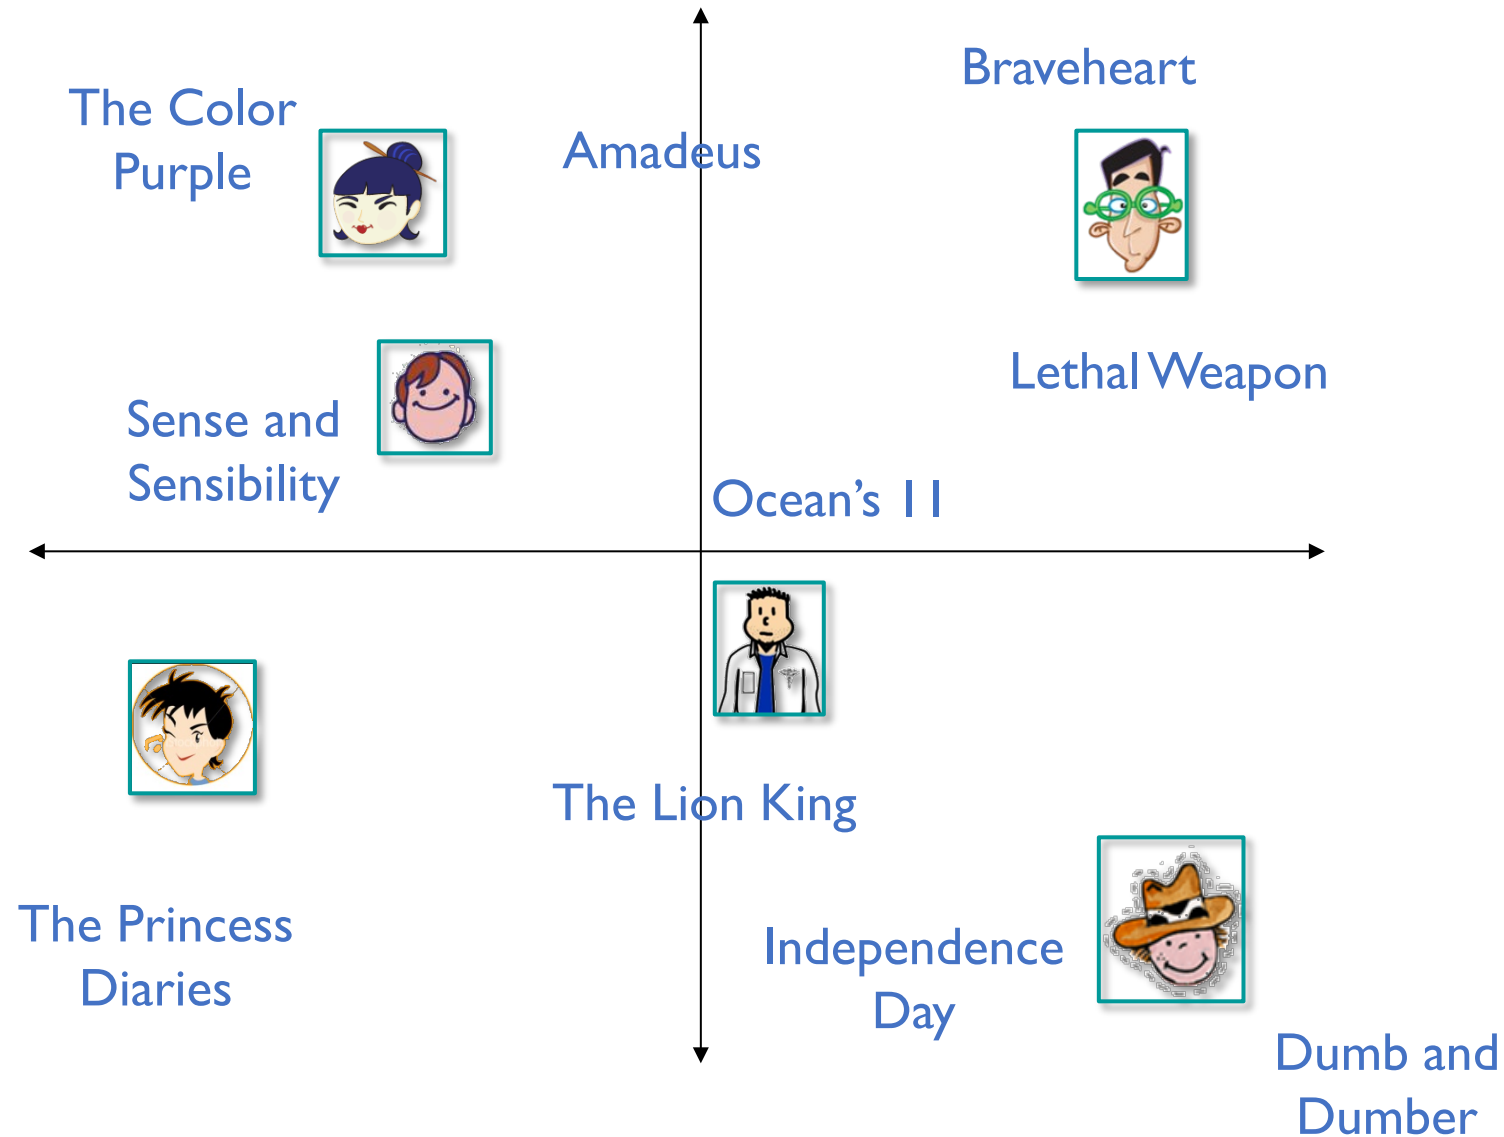 Braveheart
The Color
Purple
Amadeus
Lethal Weapon
Sense and
Sensibility
Ocean’s 11
The Lion King
The Princess
Diaries
Independence
Day
Dumb and
Dumber